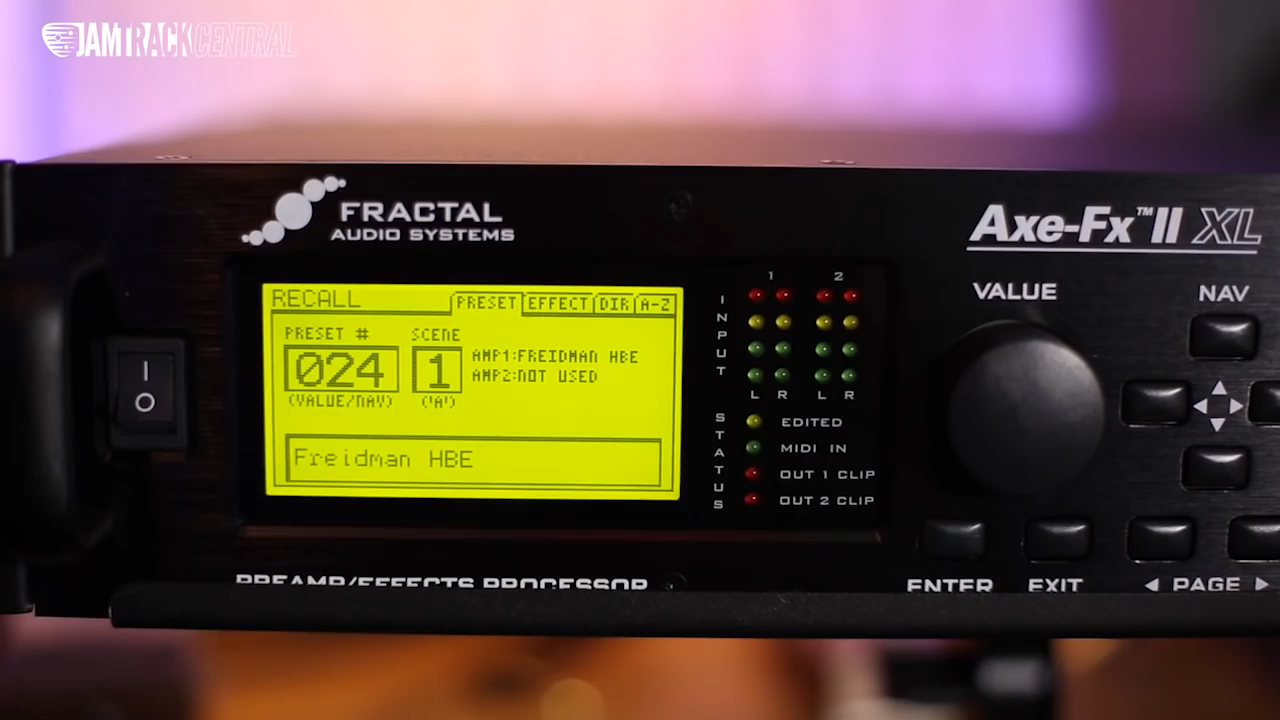 JAMTRACKCENTRAL
FRACTAL
AUDIO SYSTEMS
Axe-Fx™ II XL
RECALL
PRESET EFFECT DIR A-Z
PRESET # SCENE
024 1
AMP1:FREIDMAN HBE
AMP2:NOT USED
(VALUE/NAV) ('A')
Freidman HBE
1 2
INPUT
L R L R
STATUS
EDITED
MIDI IN
OUT 1 CLIP
OUT 2 CLIP
VALUE
NAV
I
O
PREAMP/EFFECTS PROCESSOR
ENTER EXIT ◀ PAGE ▶